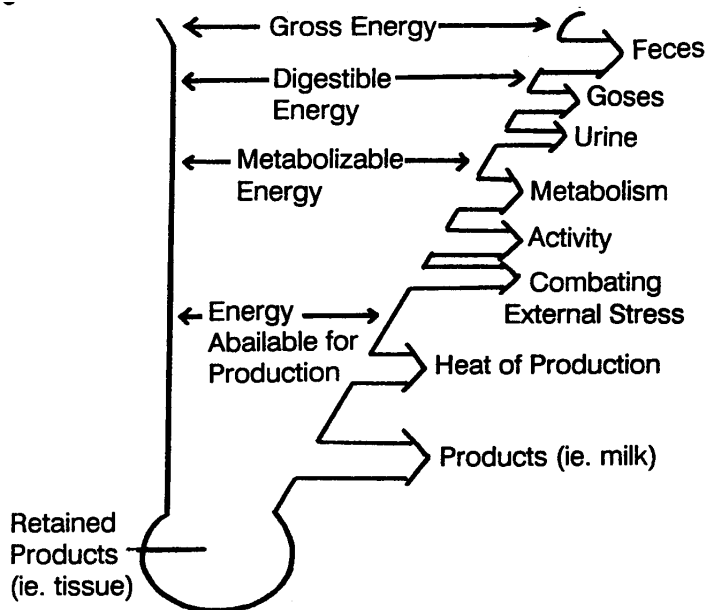 Gross Energy
Feces
Digestible
Energy
Goses
Urine
Metabolizable
Energy
Metabolism
Activity
Combating
External Stress
Energy
Abailable for
Production
Heat of Production
Products (ie. milk)
Retained
Products
(ie. tissue)